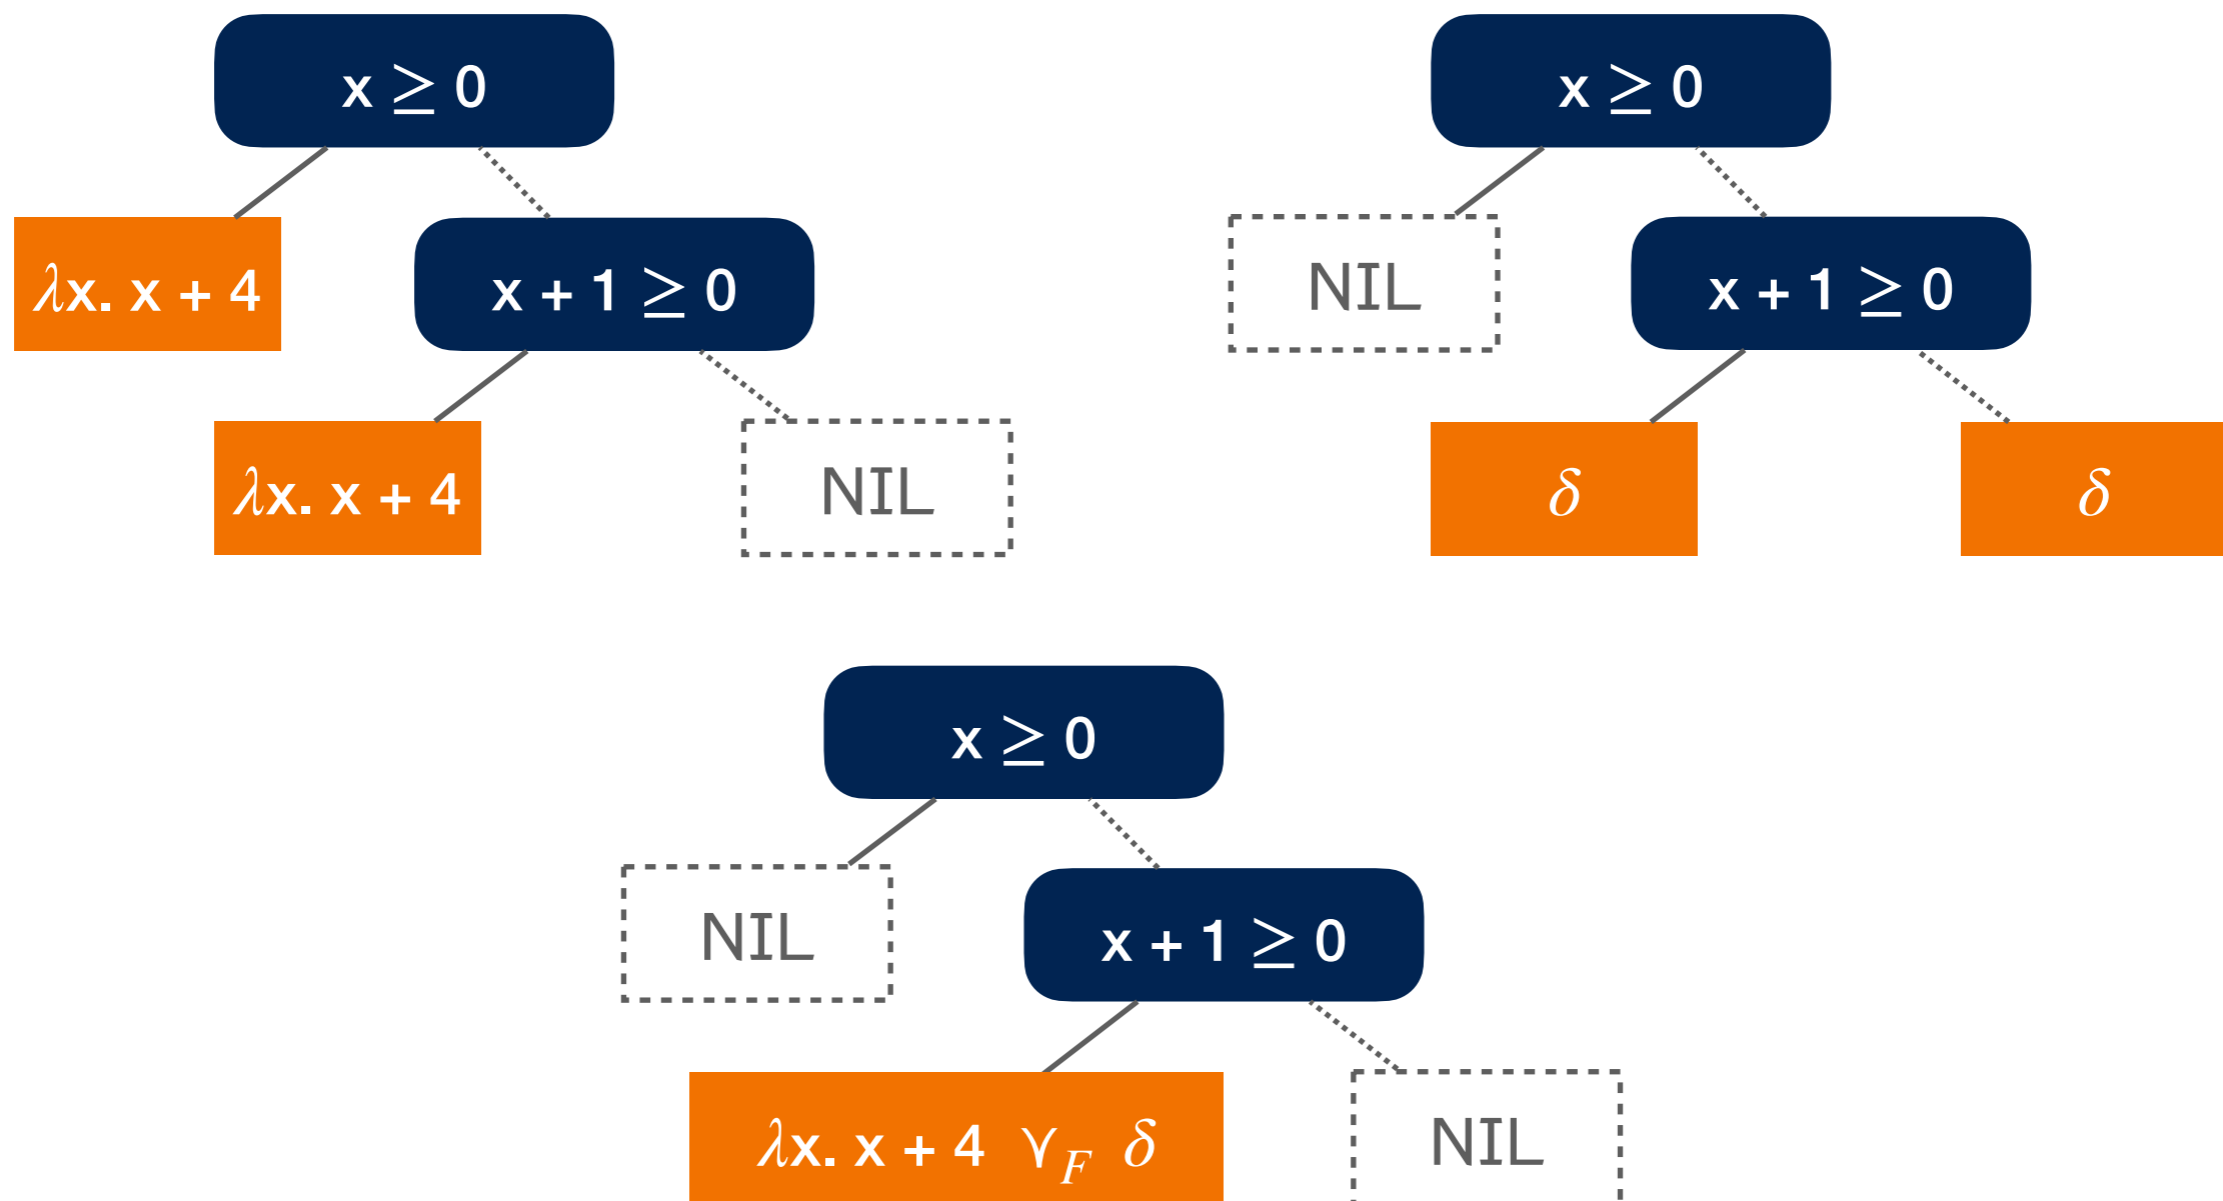 x ≥ 0
λx. x + 4
x + 1 ≥ 0
λx. x + 4
NIL
x ≥ 0
NIL
x + 1 ≥ 0
δ
δ
x ≥ 0
NIL
x + 1 ≥ 0
λx. x + 4 ⋎_F δ
NIL